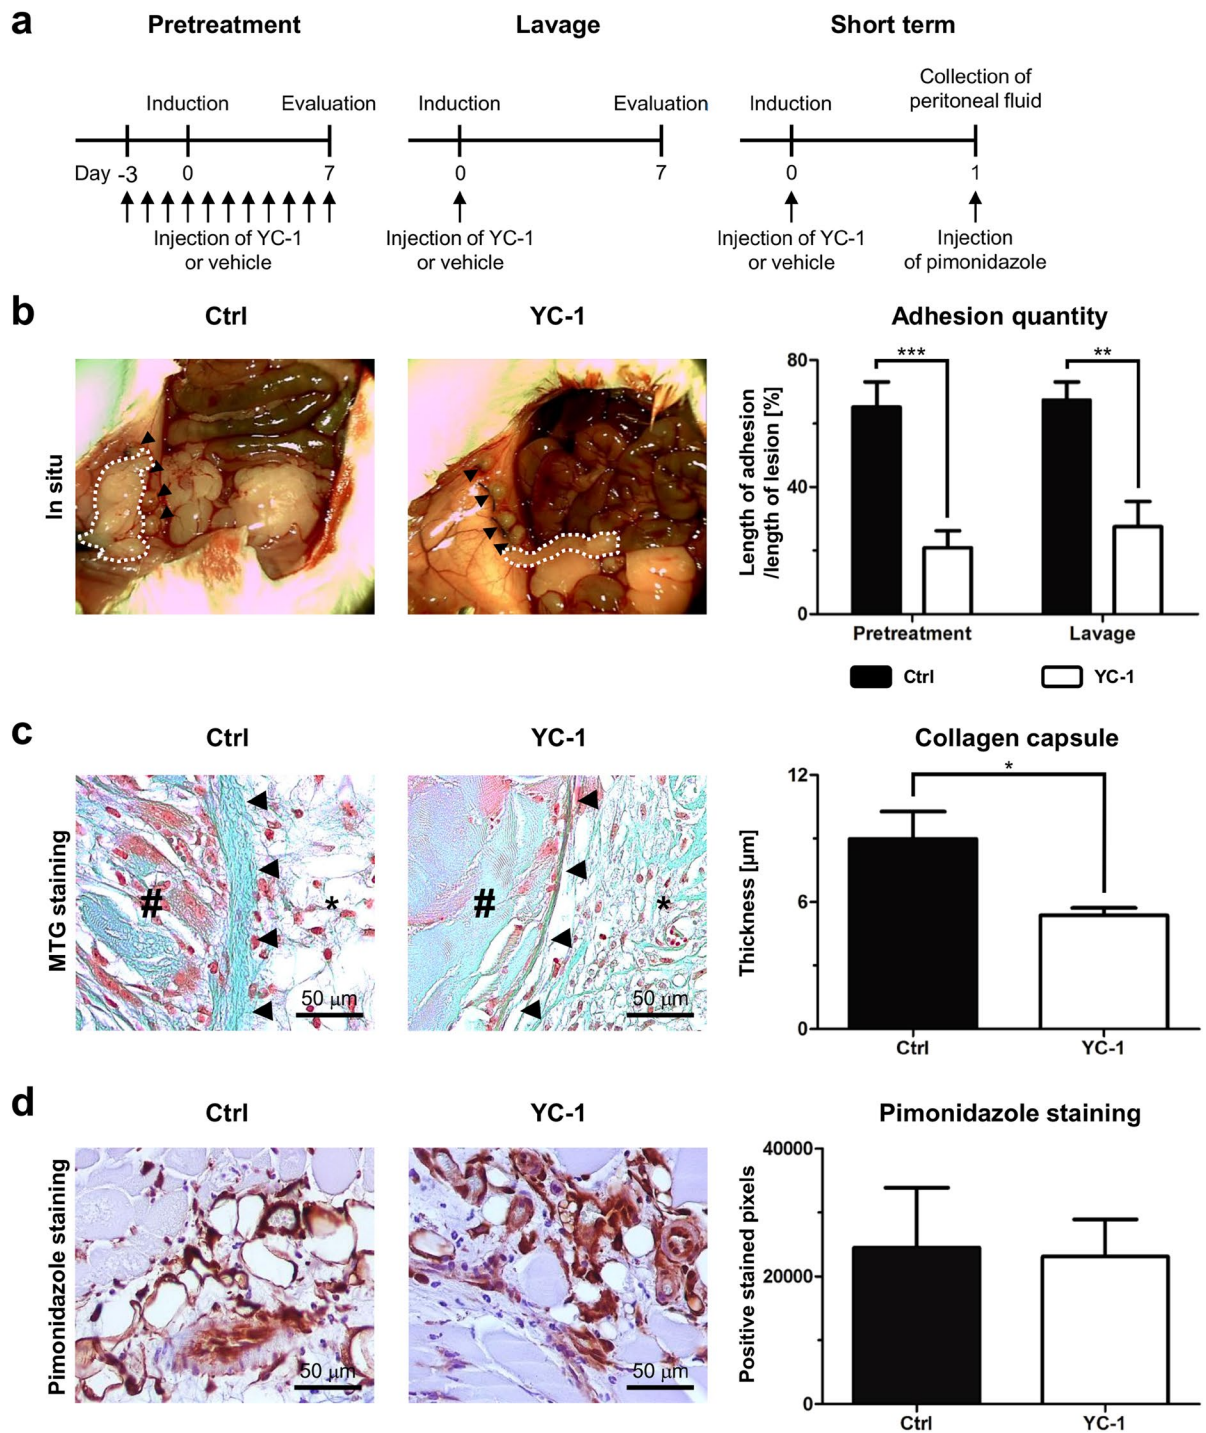 a
Pretreatment
Lavage
Short term
Induction
Evaluation
Induction
Evaluation
Induction
Collection of
peritoneal fluid
Day -3 0 7
0 7
0 1
Injection of YC-1
or vehicle
Injection of YC-1
or vehicle
Injection of YC-1
or vehicle
Injection
of pimonidazole
b
Ctrl
YC-1
Adhesion quantity
In situ
Length of adhesion
/length of lesion [%]
80
40
0
***
**
Pretreatment
Lavage
Ctrl
YC-1
c
Ctrl
YC-1
Collagen capsule
MTG staining
#
*
50 µm
#
*
50 µm
Thickness [µm]
12
6
0
*
Ctrl
YC-1
d
Ctrl
YC-1
Pimonidazole staining
Pimonidazole staining
50 µm
50 µm
Positive stained pixels
40000
20000
0
Ctrl
YC-1